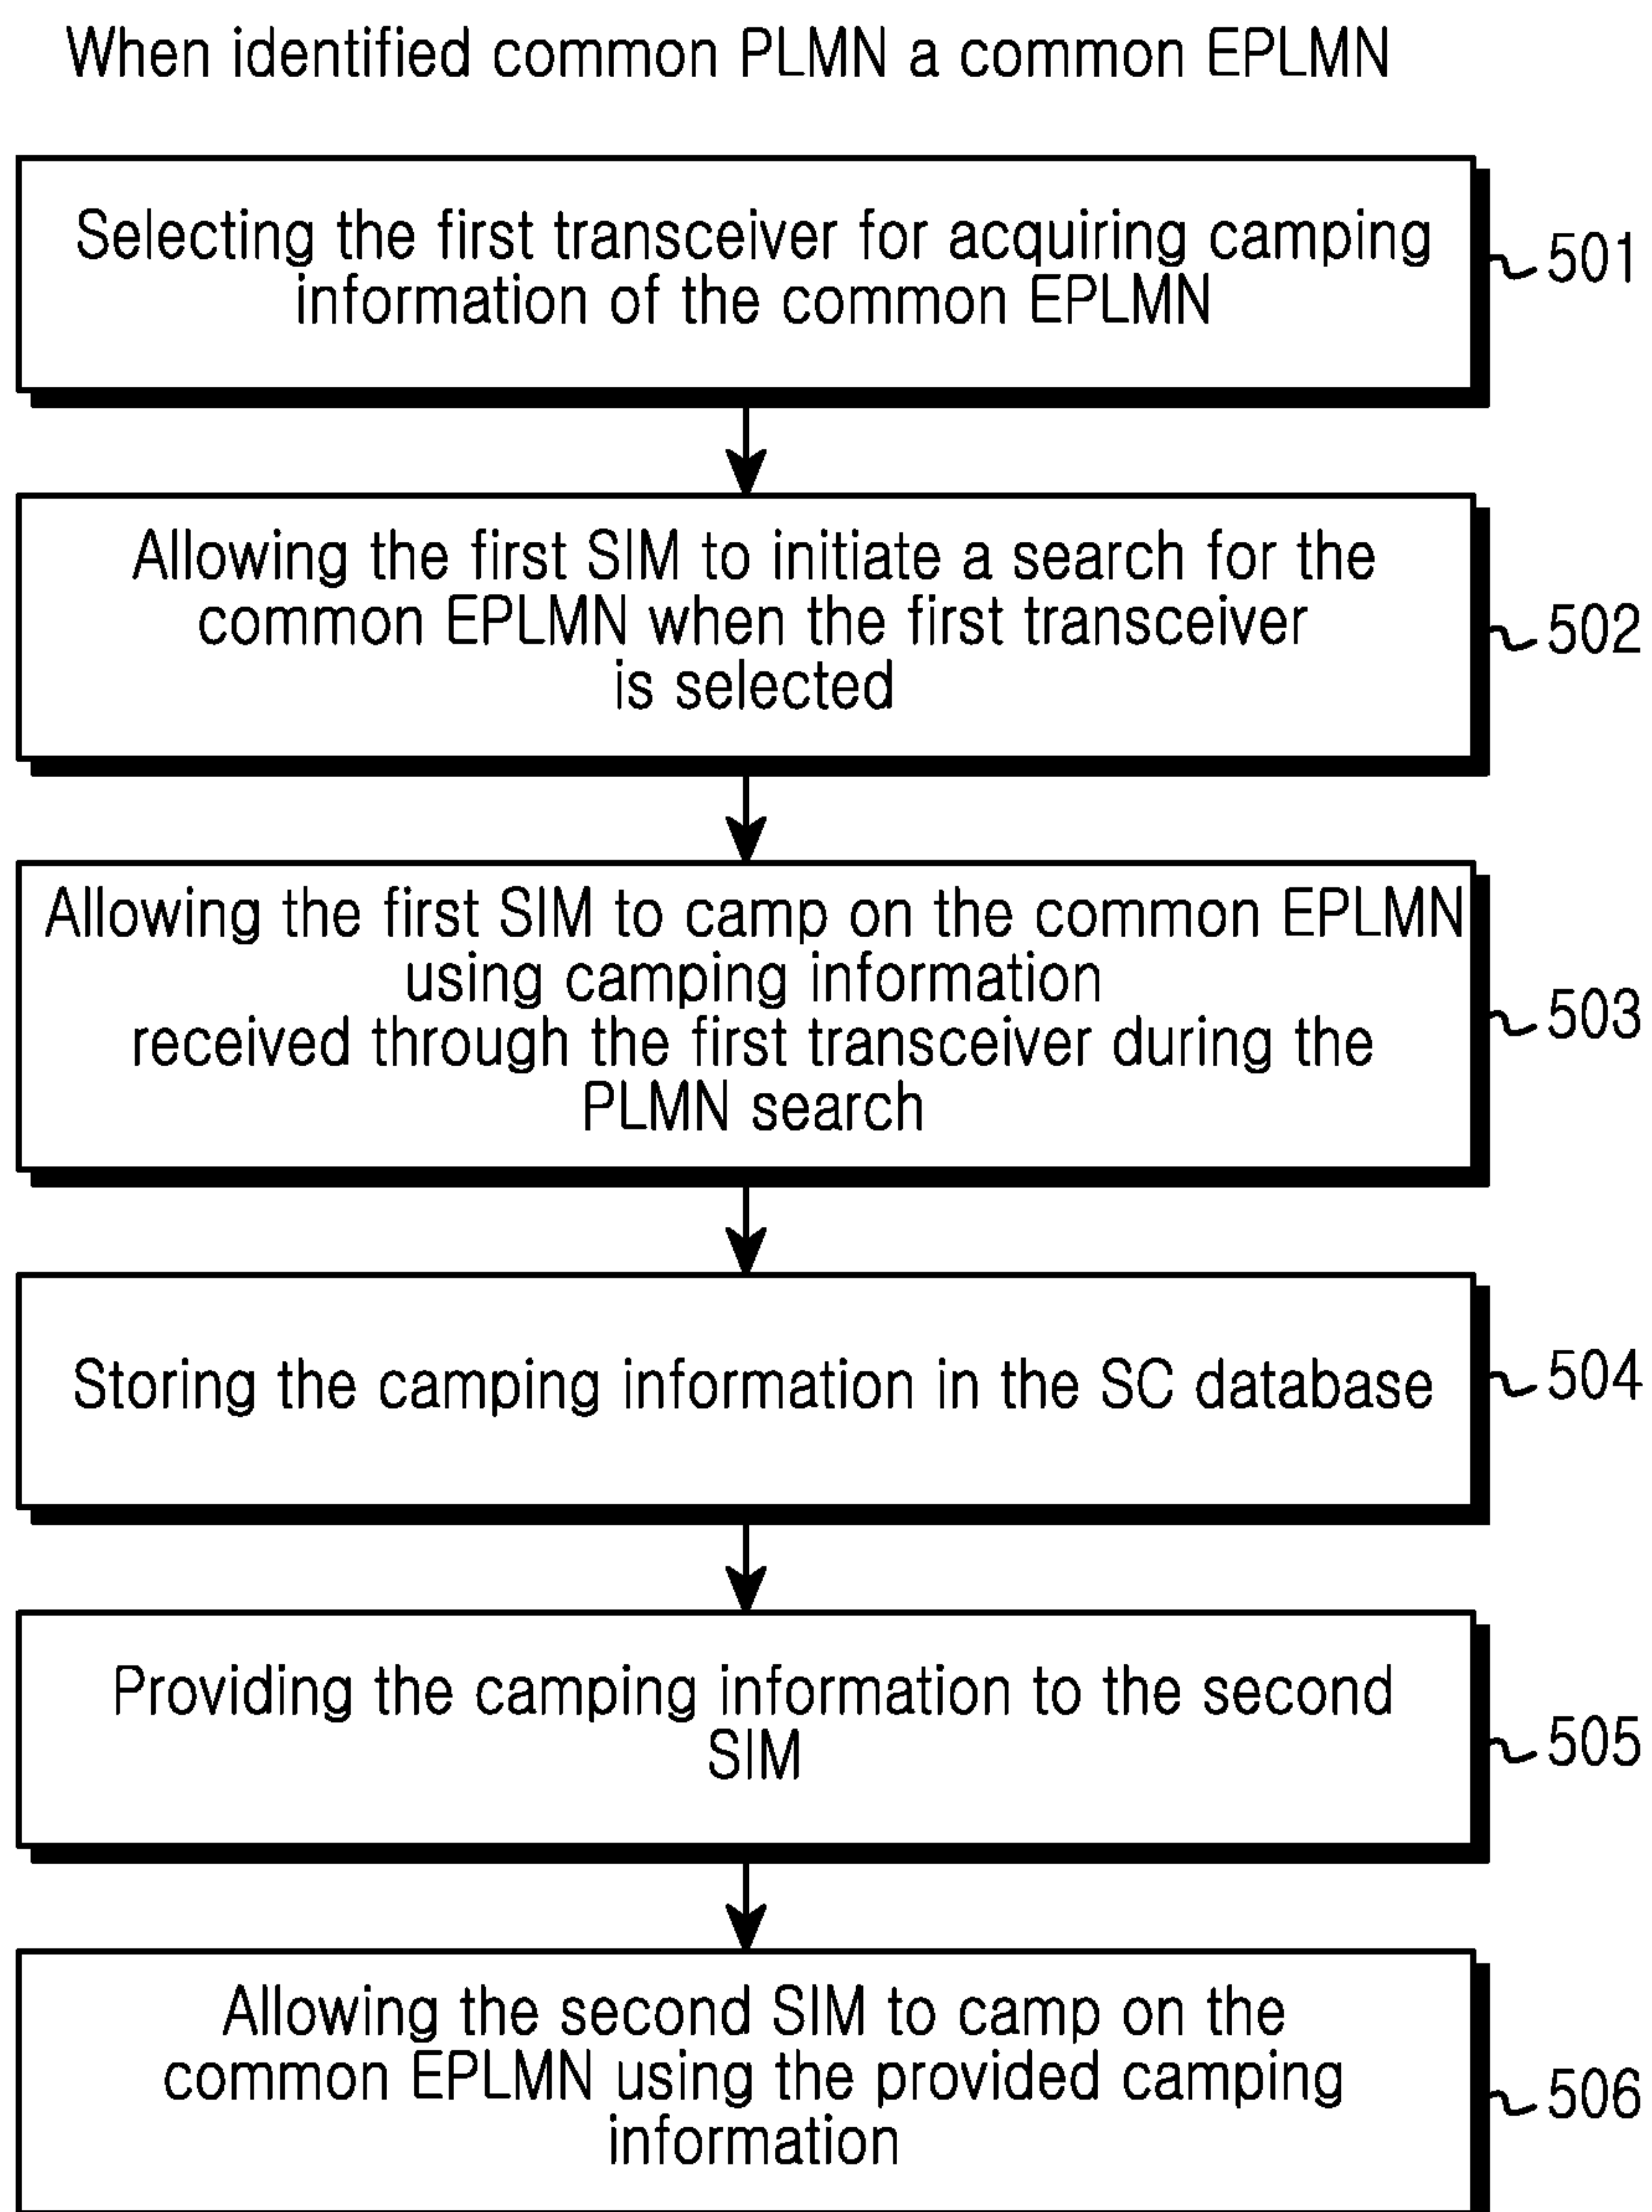 When identified common PLMN a common EPLMN
Selecting the first transceiver for acquiring camping
information of the common EPLMN
501
Allowing the first SIM to initiate a search for the
common EPLMN when the first transceiver
is selected
502
Allowing the first SIM to camp on the common EPLMN
using camping information
received through the first transceiver during the
PLMN search
503
Storing the camping information in the SC database
504
Providing the camping information to the second
SIM
505
Allowing the second SIM to camp on the
common EPLMN using the provided camping
information
506